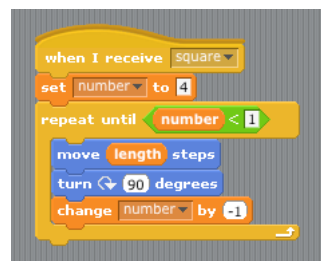 when I receive square
set number to 4
repeat until number < 1
move length steps
turn 90 degrees
change number by -1